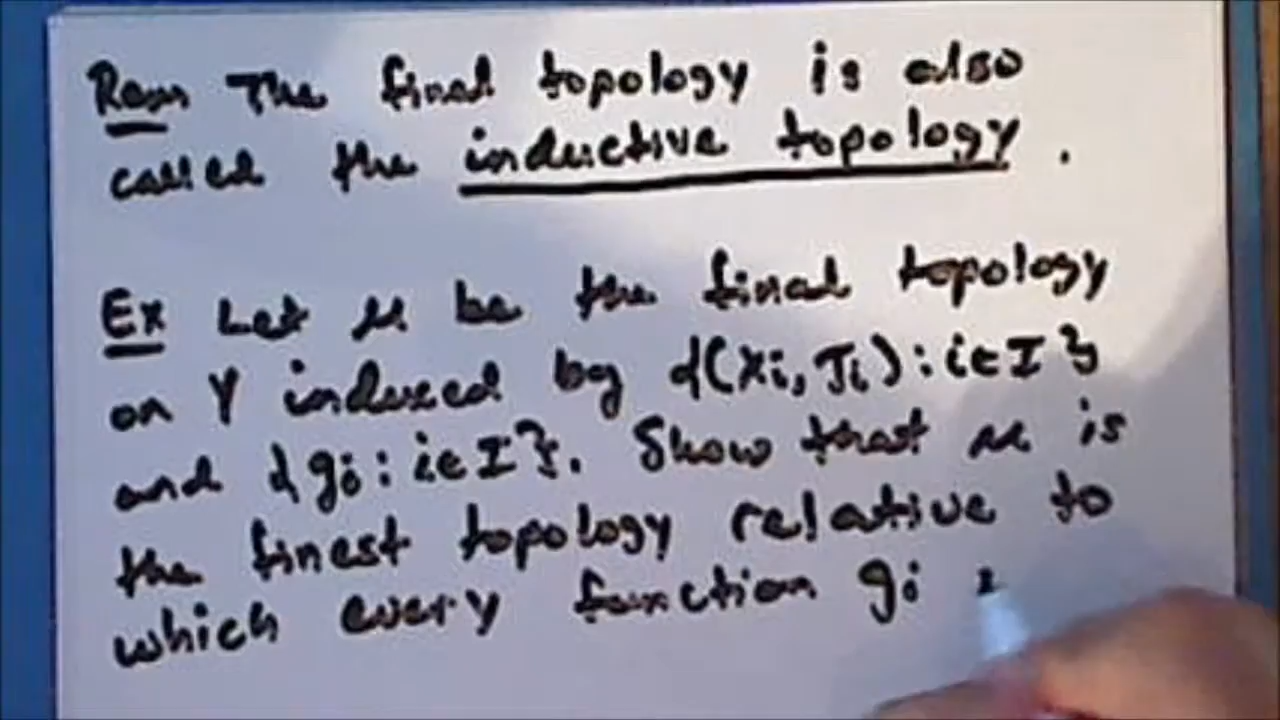 Rem The final topology is also
called the inductive topology.
Ex Let μ be the final topology
on Y induced by {(Xi, Ti): i∈I}
and {gi: i∈I}. Show that μ is
the finest topology relative to
which every function gi